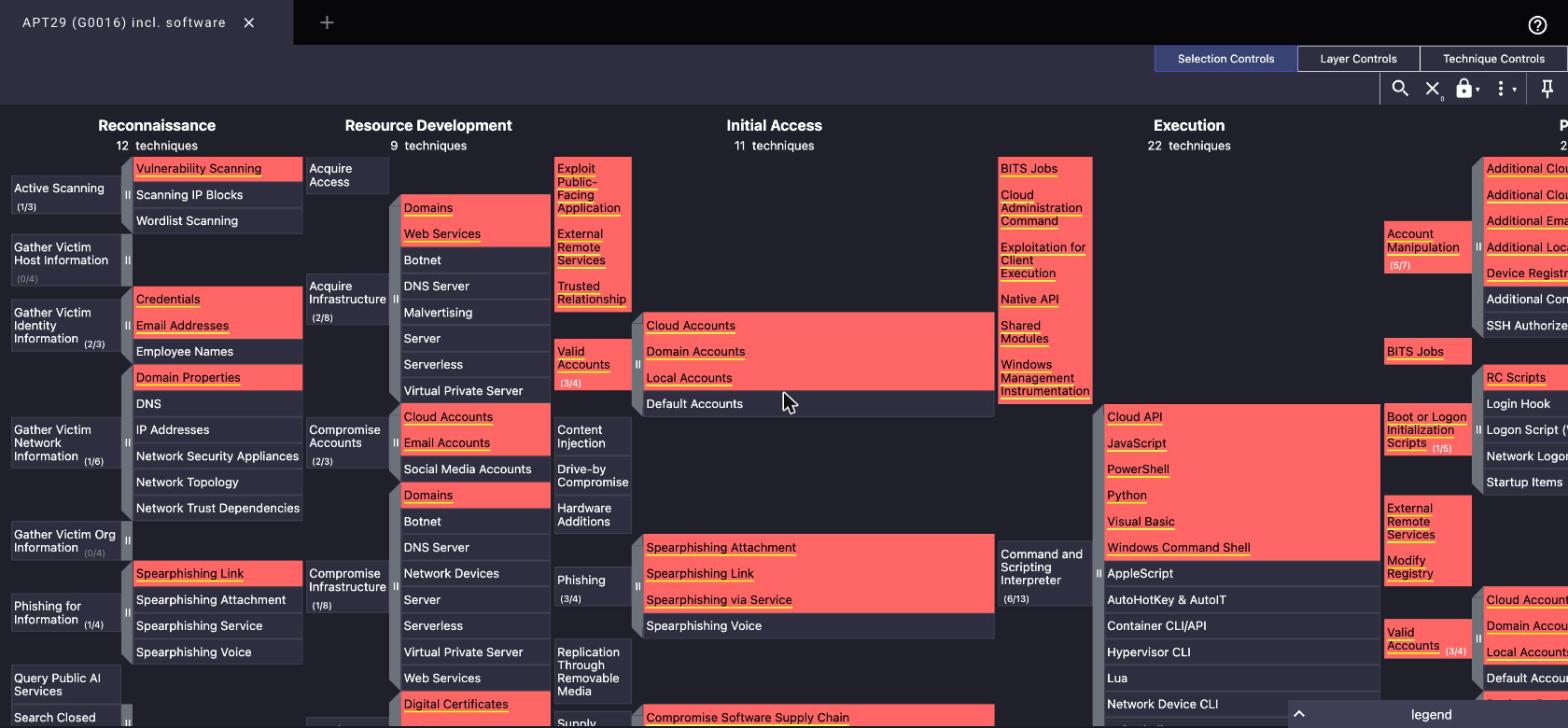 APT29 (G0016) incl. software
Selection Controls
Layer Controls
Technique Controls
0
Reconnaissance
12 techniques
Active Scanning
(1/3)
Vulnerability Scanning
Scanning IP Blocks
Wordlist Scanning
Gather Victim
Host Information
(0/4)
Gather Victim
Identity
Information (2/3)
Credentials
Email Addresses
Employee Names
Gather Victim
Network
Information (1/6)
Domain Properties
DNS
IP Addresses
Network Security Appliances
Network Topology
Network Trust Dependencies
Gather Victim Org
Information (0/4)
Phishing for
Information (1/4)
Spearphishing Link
Spearphishing Attachment
Spearphishing Service
Spearphishing Voice
Query Public AI
Services
Search Closed
Resource Development
9 techniques
Acquire
Access
Acquire
Infrastructure
(2/8)
Domains
Web Services
Botnet
DNS Server
Malvertising
Server
Serverless
Virtual Private Server
Compromise
Accounts
(2/3)
Cloud Accounts
Email Accounts
Social Media Accounts
Compromise
Infrastructure
(1/8)
Domains
Botnet
DNS Server
Network Devices
Server
Serverless
Virtual Private Server
Web Services
Digital Certificates
Initial Access
11 techniques
Exploit
Public-
Facing
Application
External
Remote
Services
Trusted
Relationship
Valid
Accounts
(3/4)
Cloud Accounts
Domain Accounts
Local Accounts
Default Accounts
Content
Injection
Drive-by
Compromise
Hardware
Additions
Phishing
(3/4)
Spearphishing Attachment
Spearphishing Link
Spearphishing via Service
Spearphishing Voice
Replication
Through
Removable
Media
Supply
Compromise Software Supply Chain
Execution
22 techniques
BITS Jobs
Cloud
Administration
Command
Exploitation for
Client
Execution
Native API
Shared
Modules
Windows
Management
Instrumentation
Command and
Scripting
Interpreter
(6/13)
Cloud API
JavaScript
PowerShell
Python
Visual Basic
Windows Command Shell
AppleScript
AutoHotKey & AutoIT
Container CLI/API
Hypervisor CLI
Lua
Network Device CLI
P
2
Account
Manipulation
(5/7)
Additional Clou
Additional Clou
Additional Ema
Additional Loca
Device Registr
Additional Con
SSH Authorize
BITS Jobs
Boot or Logon
Initialization
Scripts (1/5)
RC Scripts
Login Hook
Logon Script (
Network Logon
Startup Items
External
Remote
Services
Modify
Registry
Valid
Accounts (3/4)
Cloud Account
Domain Accou
Local Accounts
Default Accoun
legend